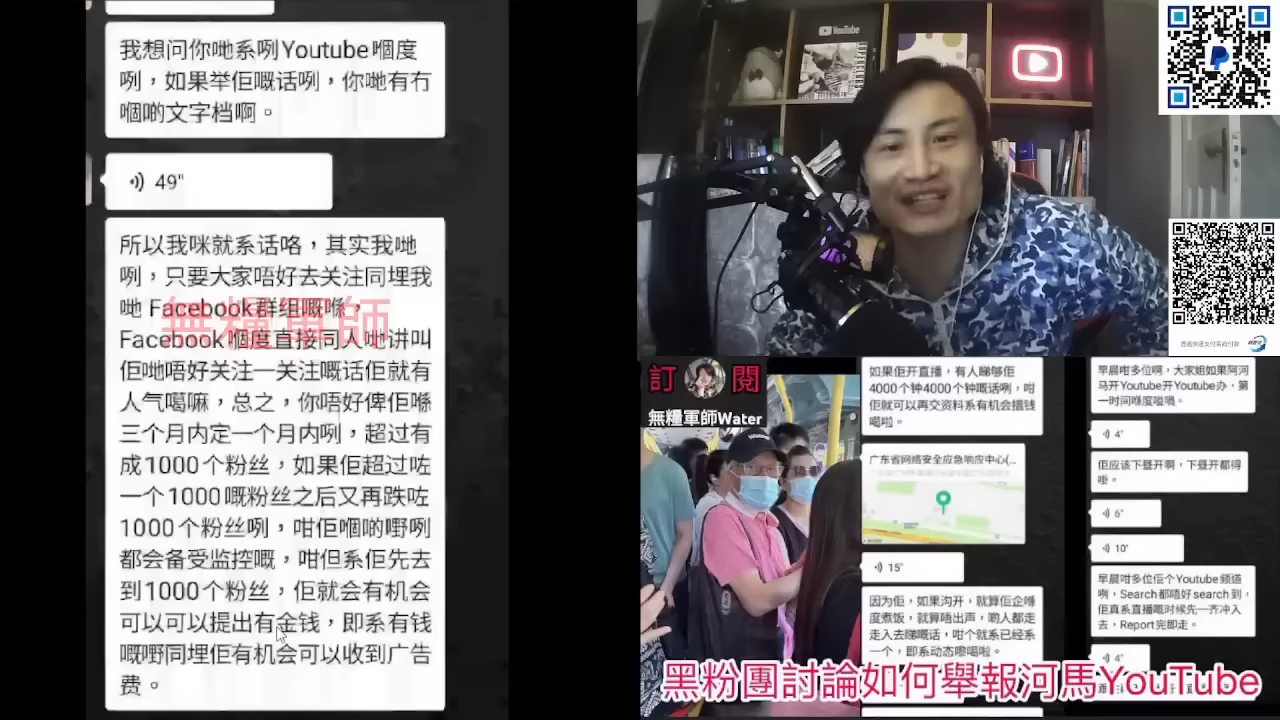 我想问你哋系咧Youtube嗰度
咧，如果举佢嘅话咧，你哋有冇
嗰啲文字档啊。
49"
所以我咪就系话咯，其实我哋
咧，只要大家唔好去关注同埋我
哋 Facebook群组嘅喺，
Facebook嗰度直接同人哋讲叫
佢哋唔好关注一关注嘅话佢就有
人气噶嘛，总之，你唔好俾佢喺
三个月内定一个月内咧，超过有
成1000个粉丝，如果佢超过咗
一个1000嘅粉丝之后又再跌咗
1000个粉丝咧，咁佢嗰啲嘢咧
都会备受监控嘅，咁但系佢先去
到1000个粉丝，佢就会有机会
可以可以提出有金钱，即系有钱
嘅嘢同埋佢有机会可以收到广告
费。
無糧軍師
YouTube
訂 閱
無糧軍師Water
如果佢开直播，有人睇够佢
4000个钟4000个钟嘅话咧，咁
佢就可以再交资料系有机会搵钱
噶啦。
广东省网络安全应急响应中心(...
15"
因为佢，如果沟开，就算佢企喺
度煮饭，就算唔出声，啲人都走
走入去睇嘅话，咁个就系已经系
一个，即系动态嚟噶啦。
早晨咁多位啊，大家姐如果阿河
马开Youtube开Youtube办，第
一时间喺度嗌喎。
4"
佢应该下昼开啊，下昼开都得
㗎。
6"
10'
早晨咁多位佢个Youtube频道
咧，Search都唔好search到，
佢真系直播嘅时候先一齐冲入
去，Report完即走。
4"
黑粉團討論如何舉報河馬YouTube